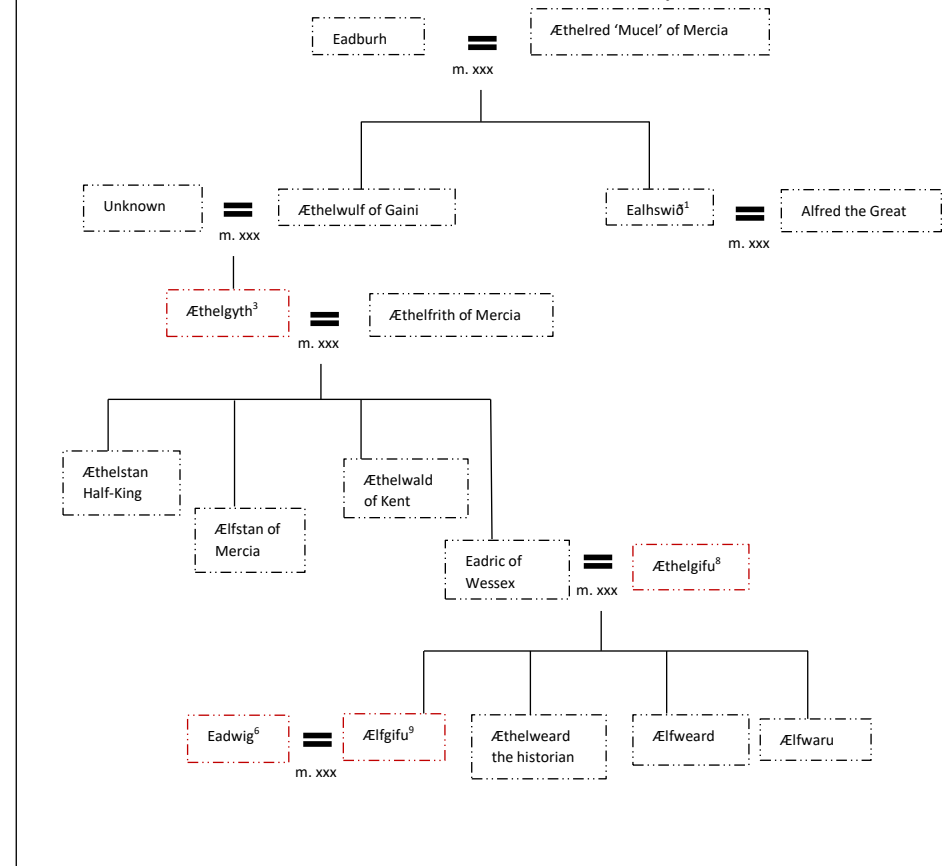 Eadburh
Æthelred ‘Mucel’ of Mercia
m. xxx
Unknown
Æthelwulf of Gaini
Ealhswið¹
Alfred the Great
m. xxx
m. xxx
Æthelgyth³
Æthelfrith of Mercia
m. xxx
Æthelstan
Half-King
Æthelwald
of Kent
Ælfstan of
Mercia
Eadric of
Wessex
Æthelgifu⁸
m. xxx
Eadwig⁶
Ælfgifu⁹
Æthelweard
the historian
Ælfweard
Ælfwaru
m. xxx